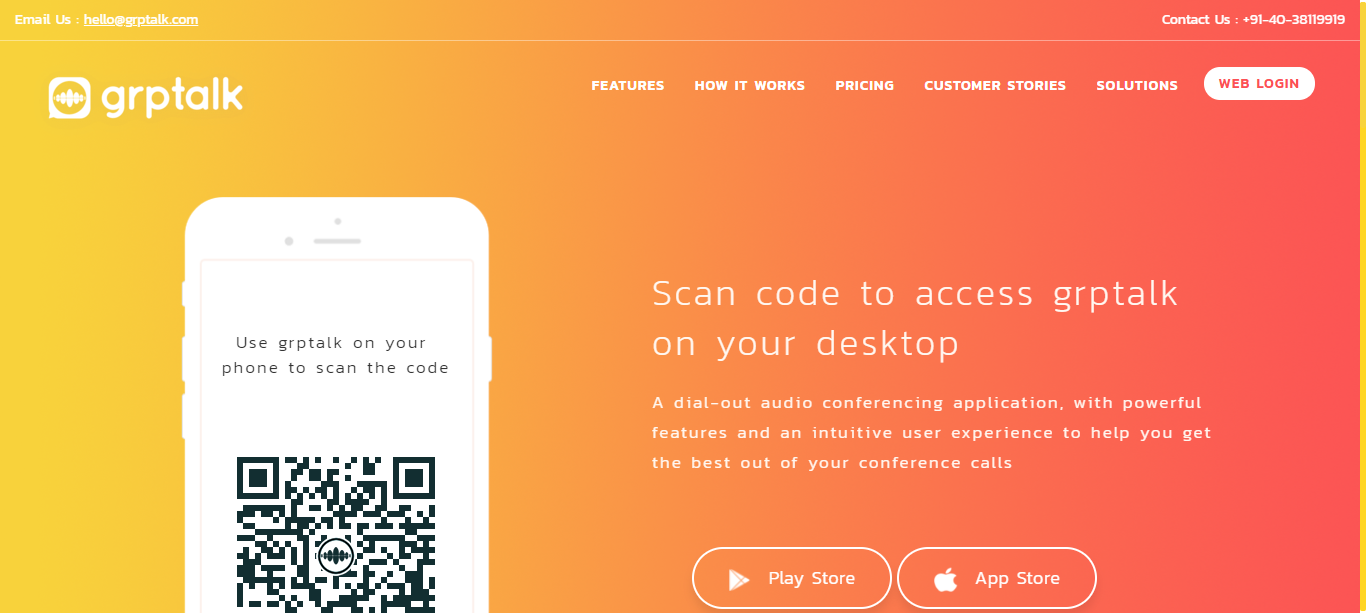 Email Us : hello@grptalk.com
Contact Us : +91-40-38119919
grptalk
FEATURES
HOW IT WORKS
PRICING
CUSTOMER STORIES
SOLUTIONS
WEB LOGIN
Use grptalk on your
phone to scan the code
Scan code to access grptalk
on your desktop
A dial-out audio conferencing application, with powerful
features and an intuitive user experience to help you get
the best out of your conference calls
Play Store
App Store